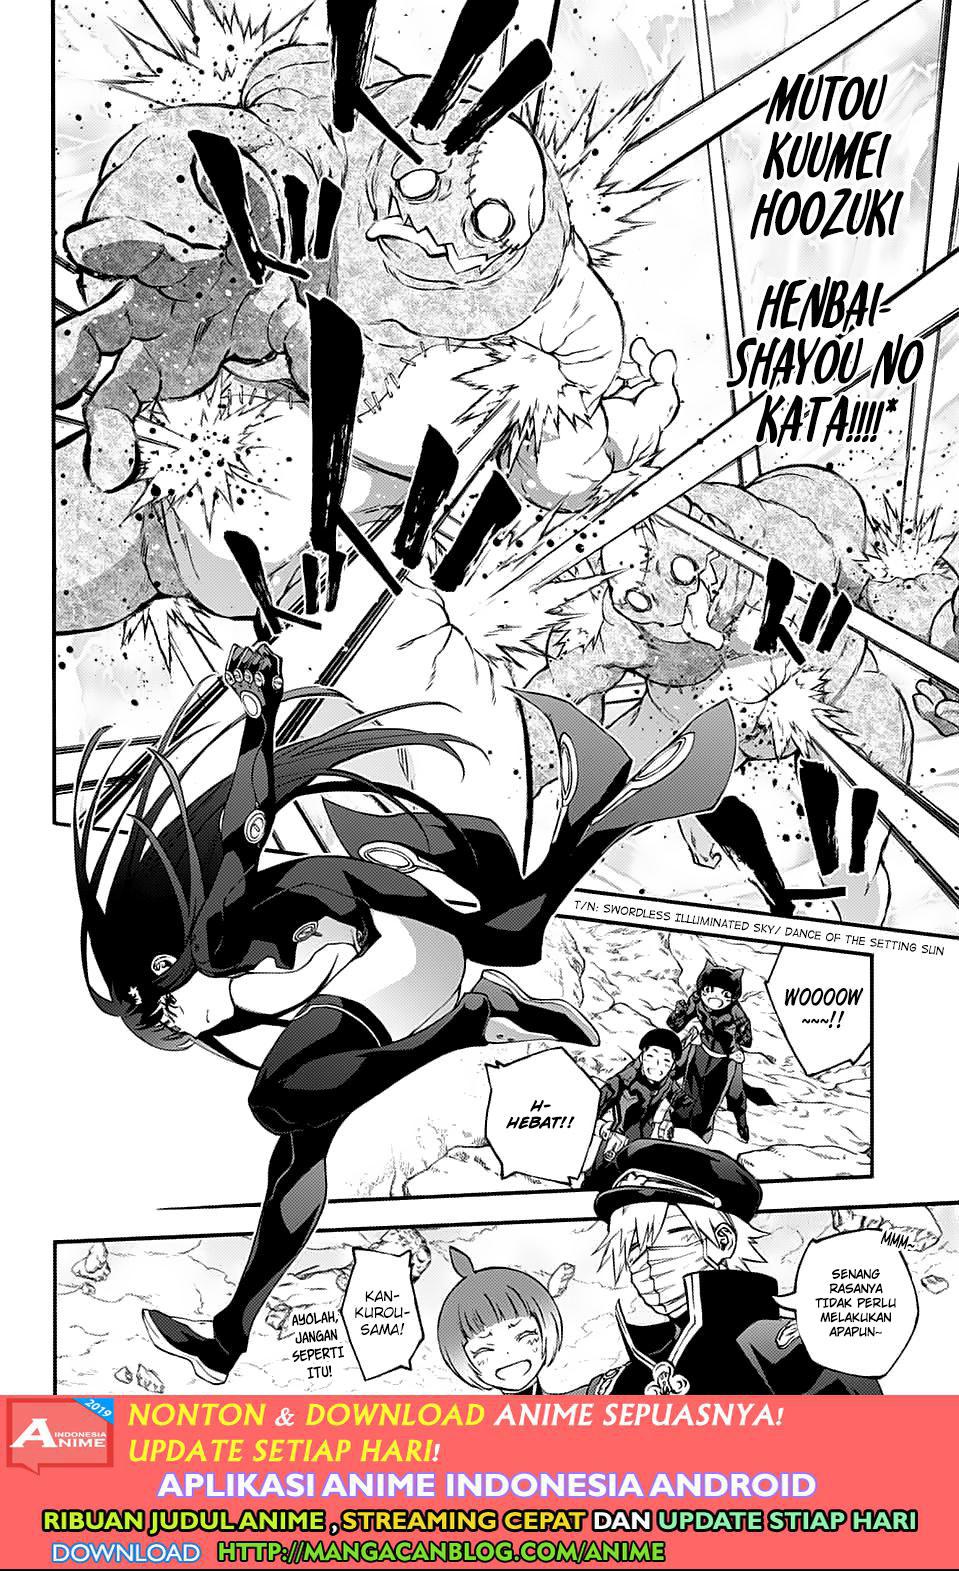 MUTOU
KUUMEI
HOOZUKI
HENBAI-
SHAYOU NO
KATA!!!!*
T/N: SWORDLESS ILLUMINATED SKY/ DANCE OF THE SETTING SUN
WOOOOW
~~~!!
H-
HEBAT!!
MMM~
SENANG
RASANYA
TIDAK PERLU
MELAKUKAN
APAPUN~
KAN-
KUROU-
SAMA!
AYOLAH,
JANGAN
SEPERTI
ITU!
2019
INDONESIA
ANIME
NONTON & DOWNLOAD ANIME SEPUASNYA!
UPDATE SETIAP HARI!
APLIKASI ANIME INDONESIA ANDROID
RIBUAN JUDUL ANIME , STREAMING CEPAT DAN UPDATE STIAP HARI
DOWNLOAD HTTP://MANGACANBLOG.COM/ANIME